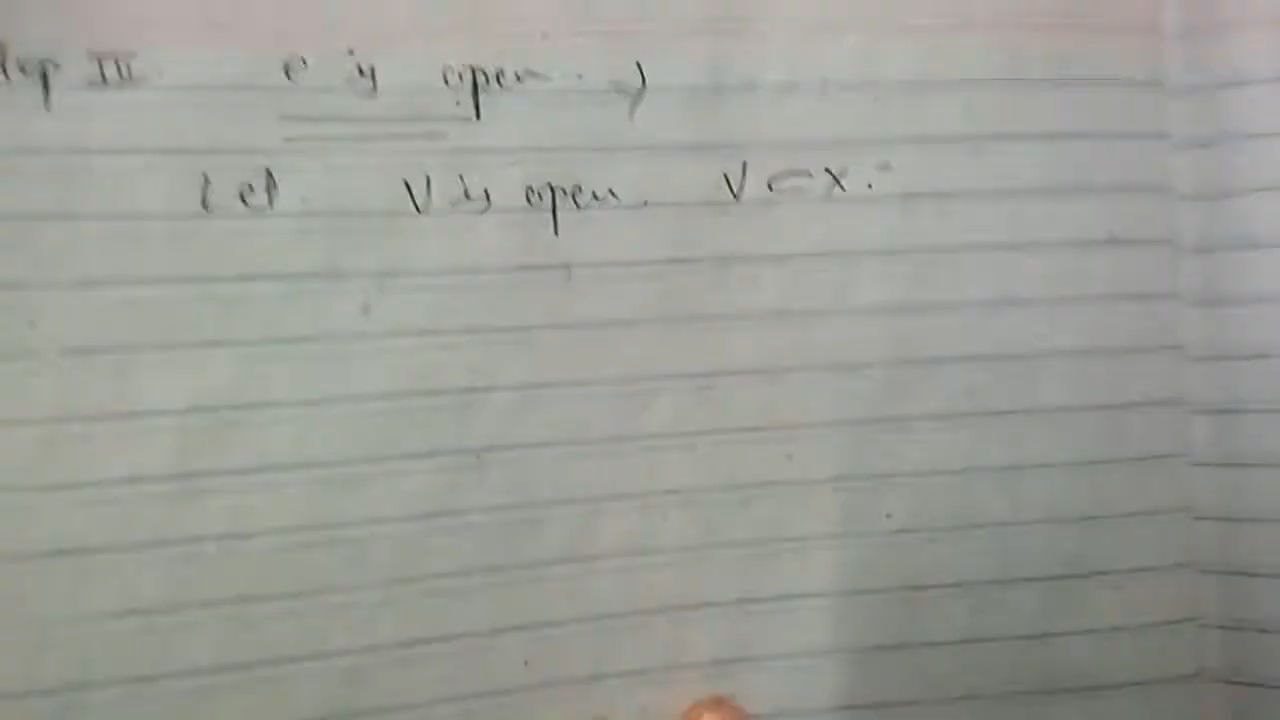 step III e is open. →
Let V is open. V ⊂ X.